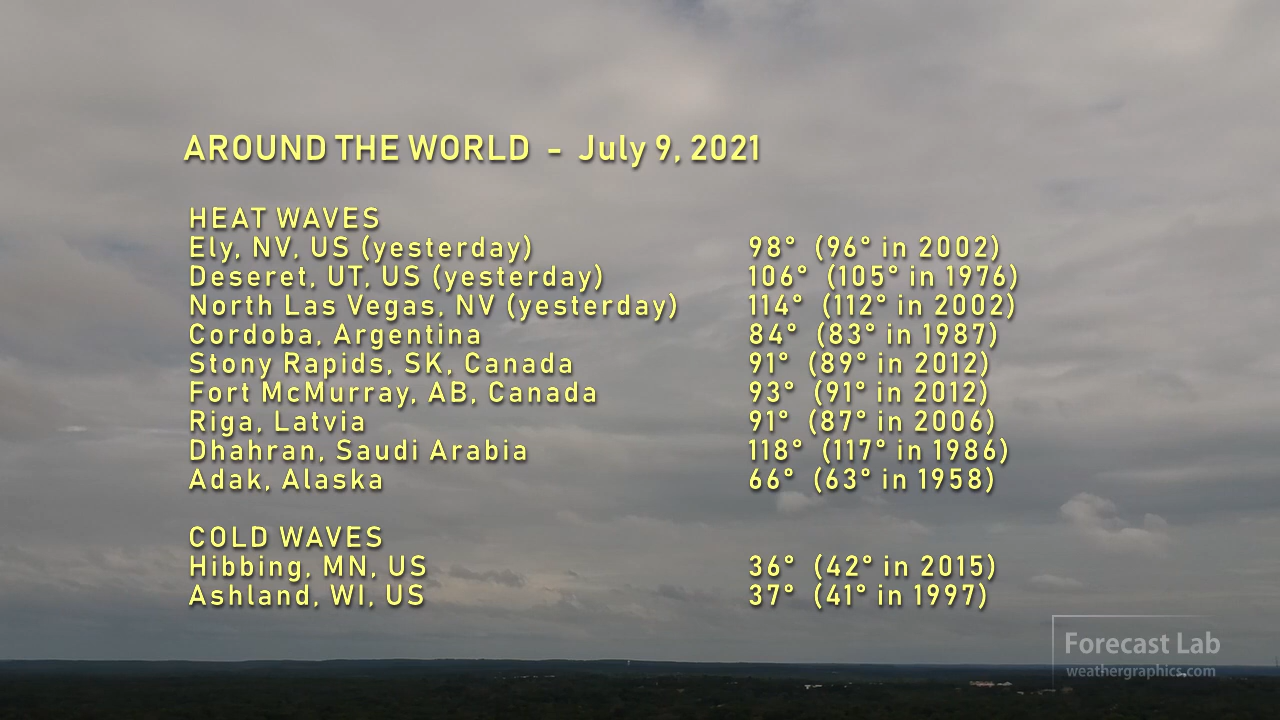 AROUND THE WORLD - July 9, 2021
HEAT WAVES
Ely, NV, US (yesterday) 98° (96° in 2002)
Deseret, UT, US (yesterday) 106° (105° in 1976)
North Las Vegas, NV (yesterday) 114° (112° in 2002)
Cordoba, Argentina 84° (83° in 1987)
Stony Rapids, SK, Canada 91° (89° in 2012)
Fort McMurray, AB, Canada 93° (91° in 2012)
Riga, Latvia 91° (87° in 2006)
Dhahran, Saudi Arabia 118° (117° in 1986)
Adak, Alaska 66° (63° in 1958)
COLD WAVES
Hibbing, MN, US 36° (42° in 2015)
Ashland, WI, US 37° (41° in 1997)
Forecast Lab
weathergraphics.com